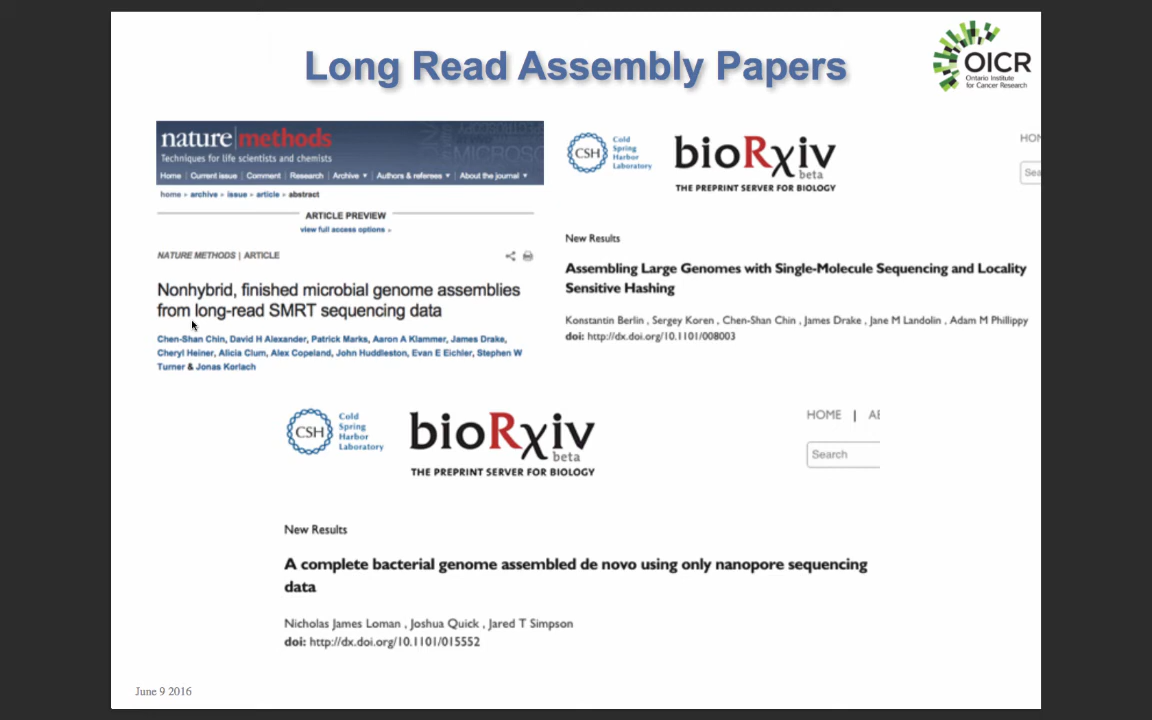 Long Read Assembly Papers
OICR
Ontario Institute
for Cancer Research
nature|methods
Techniques for life scientists and chemists
Home | Current issue | Comment | Research | Archive ▼ | Authors & referees ▼ | About the journal ▼
home ▸ archive ▸ issue ▸ article ▸ abstract
ARTICLE PREVIEW
view full access options ▸
NATURE METHODS | ARTICLE
Nonhybrid, finished microbial genome assemblies
from long-read SMRT sequencing data
Chen-Shan Chin, David H Alexander, Patrick Marks, Aaron A Klammer, James Drake,
Cheryl Heiner, Alicia Clum, Alex Copeland, John Huddleston, Evan E Eichler, Stephen W
Turner & Jonas Korlach
CSH
Cold
Spring
Harbor
Laboratory
bioRxiv
beta
THE PREPRINT SERVER FOR BIOLOGY
HOM
Sea
New Results
Assembling Large Genomes with Single-Molecule Sequencing and Locality
Sensitive Hashing
Konstantin Berlin , Sergey Koren , Chen-Shan Chin , James Drake , Jane M Landolin , Adam M Phillippy
doi: http://dx.doi.org/10.1101/008003
CSH
Cold
Spring
Harbor
Laboratory
bioRxiv
beta
THE PREPRINT SERVER FOR BIOLOGY
HOME | AB
Search
New Results
A complete bacterial genome assembled de novo using only nanopore sequencing
data
Nicholas James Loman , Joshua Quick , Jared T Simpson
doi: http://dx.doi.org/10.1101/015552
June 9 2016